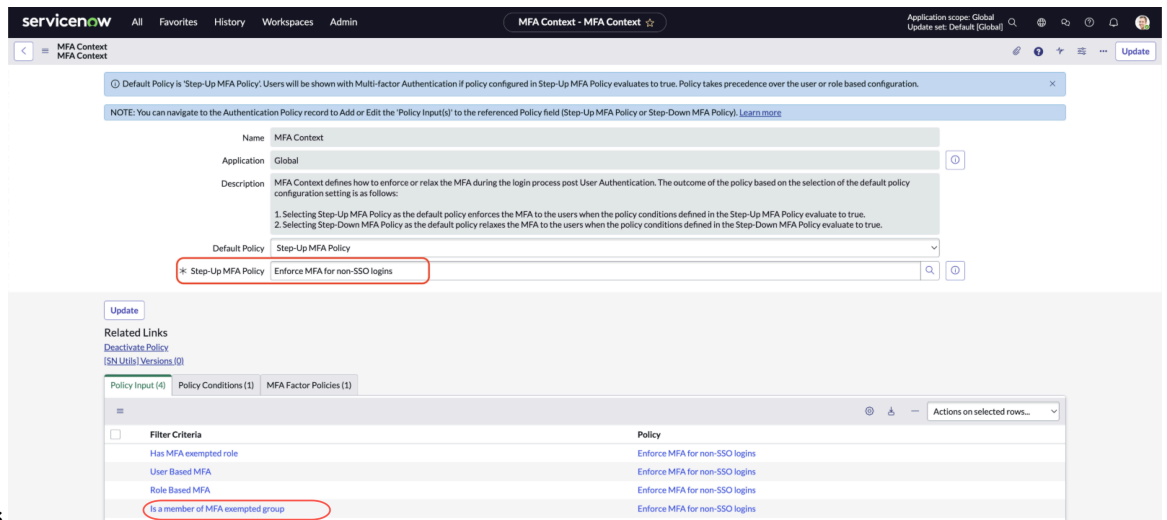 servicenow All Favorites History Workspaces Admin MFA Context - MFA Context ☆ Application scope: Global
Update set: Default [Global]
MFA Context
MFA Context
Update
Default Policy is 'Step-Up MFA Policy'. Users will be shown with Multi-factor Authentication if policy configured in Step-Up MFA Policy evaluates to true. Policy takes precedence over the user or role based configuration.
NOTE: You can navigate to the Authentication Policy record to Add or Edit the 'Policy Input(s)' to the referenced Policy field (Step-Up MFA Policy or Step-Down MFA Policy). Learn more
Name MFA Context
Application Global
Description MFA Context defines how to enforce or relax the MFA during the login process post User Authentication. The outcome of the policy based on the selection of the default policy
configuration setting is as follows:
1. Selecting Step-Up MFA Policy as the default policy enforces the MFA to the users when the policy conditions defined in the Step-Up MFA Policy evaluate to true.
2. Selecting Step-Down MFA Policy as the default policy relaxes the MFA to the users when the policy conditions defined in the Step-Down MFA Policy evaluate to true.
Default Policy Step-Up MFA Policy
* Step-Up MFA Policy Enforce MFA for non-SSO logins
Update
Related Links
Deactivate Policy
[SN Utils] Versions (0)
Policy Input (4) Policy Conditions (1) MFA Factor Policies (1)
Actions on selected rows...
Filter Criteria Policy
Has MFA exempted role Enforce MFA for non-SSO logins
User Based MFA Enforce MFA for non-SSO logins
Role Based MFA Enforce MFA for non-SSO logins
Is a member of MFA exempted group Enforce MFA for non-SSO logins